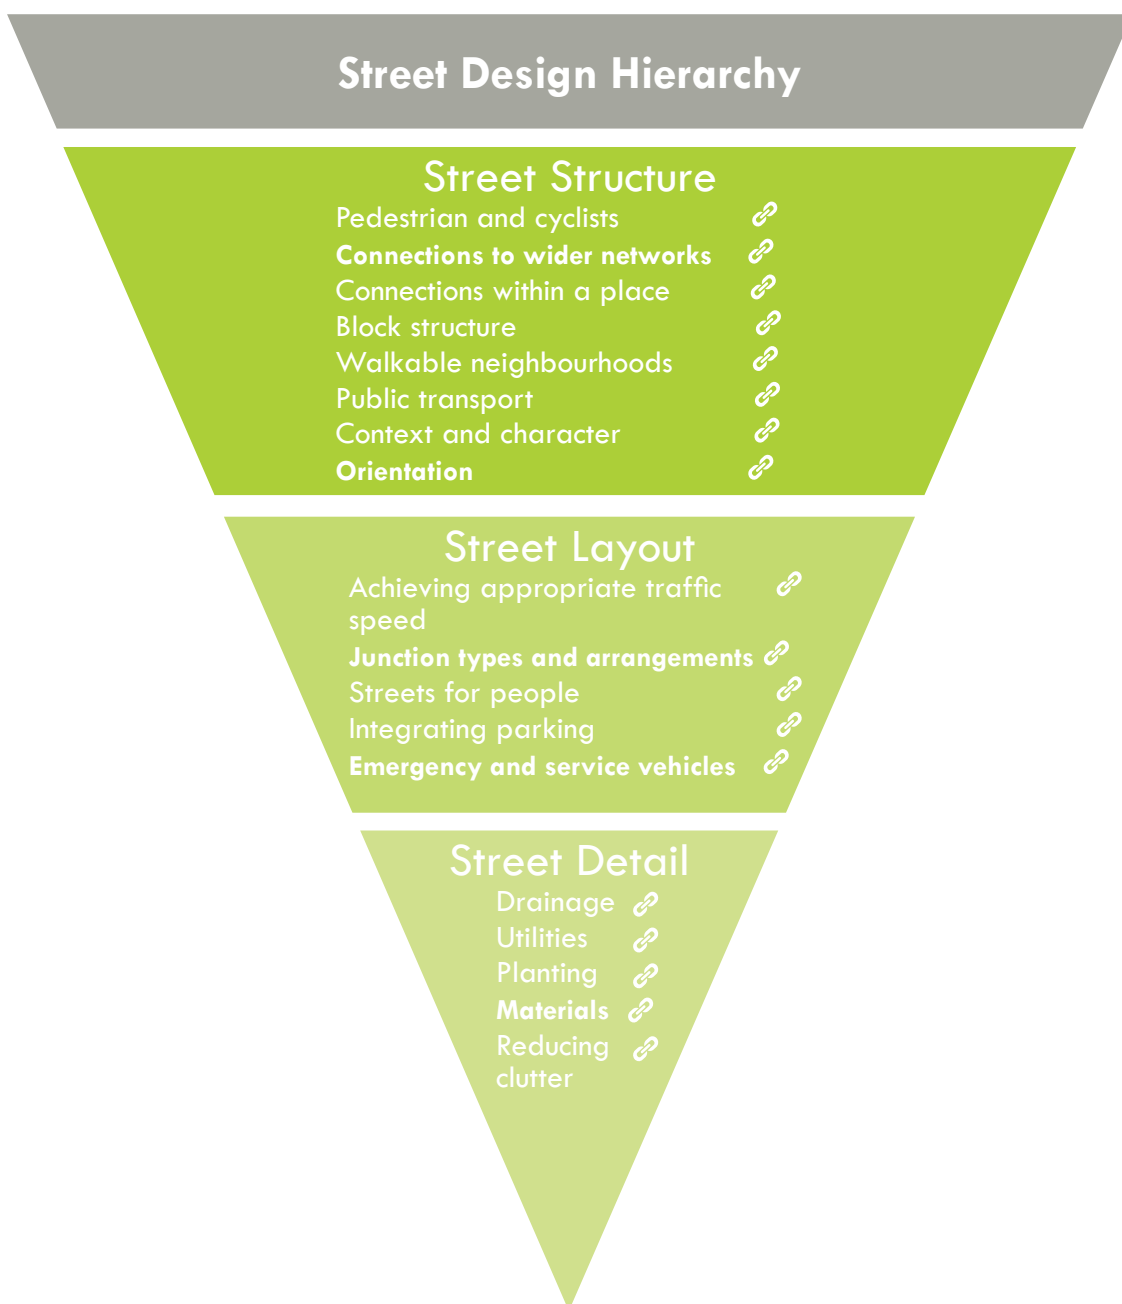 Street Design Hierarchy
Street Structure
Pedestrian and cyclists
Connections to wider networks
Connections within a place
Block structure
Walkable neighbourhoods
Public transport
Context and character
Orientation
Street Layout
Achieving appropriate traffic
speed
Junction types and arrangements
Streets for people
Integrating parking
Emergency and service vehicles
Street Detail
Drainage
Utilities
Planting
Materials
Reducing
clutter